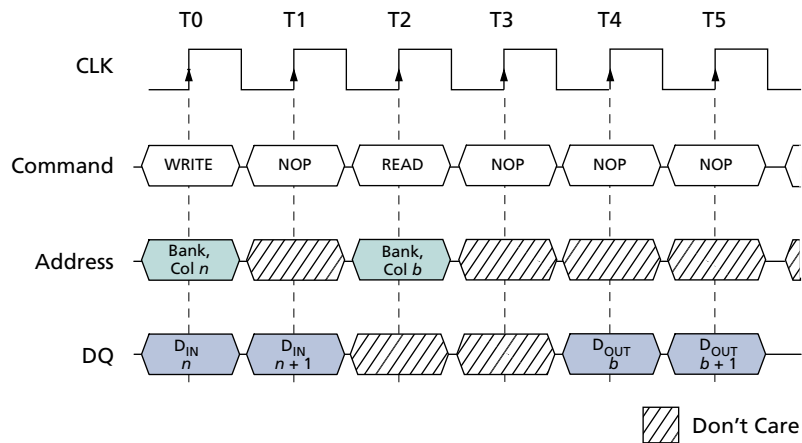 T0 T1 T2 T3 T4 T5
CLK
Command WRITE NOP READ NOP NOP NOP
Address Bank, Col n Bank, Col b
DQ DIN n DIN n + 1 DOUT b DOUT b + 1
Don't Care